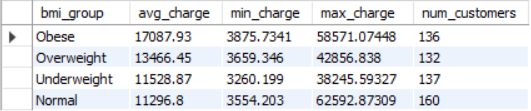 bmi_group avg_charge min_charge max_charge num_customers
Obese 17087.93 3875.7341 58571.07448 136
Overweight 13466.45 3659.346 42856.838 132
Underweight 11528.87 3260.199 38245.59327 137
Normal 11296.8 3554.203 62592.87309 160